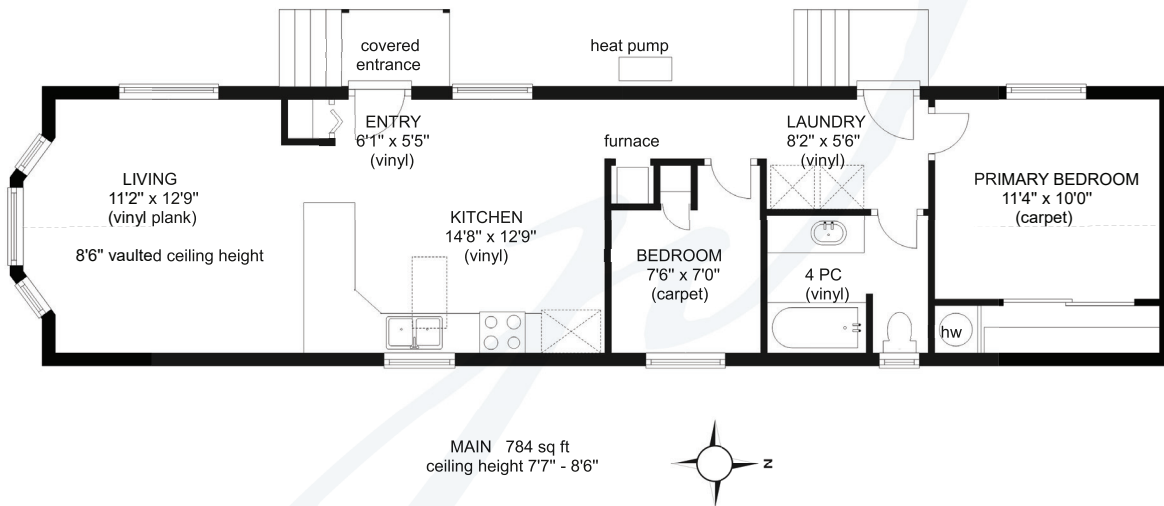 covered
entrance
heat pump
ENTRY
6'1" x 5'5"
(vinyl)
furnace
LAUNDRY
8'2" x 5'6"
(vinyl)
LIVING
11'2" x 12'9"
(vinyl plank)
8'6" vaulted ceiling height
KITCHEN
14'8" x 12'9"
(vinyl)
BEDROOM
7'6" x 7'0"
(carpet)
4 PC
(vinyl)
PRIMARY BEDROOM
11'4" x 10'0"
(carpet)
hw
MAIN 784 sq ft
ceiling height 7'7" - 8'6"
N